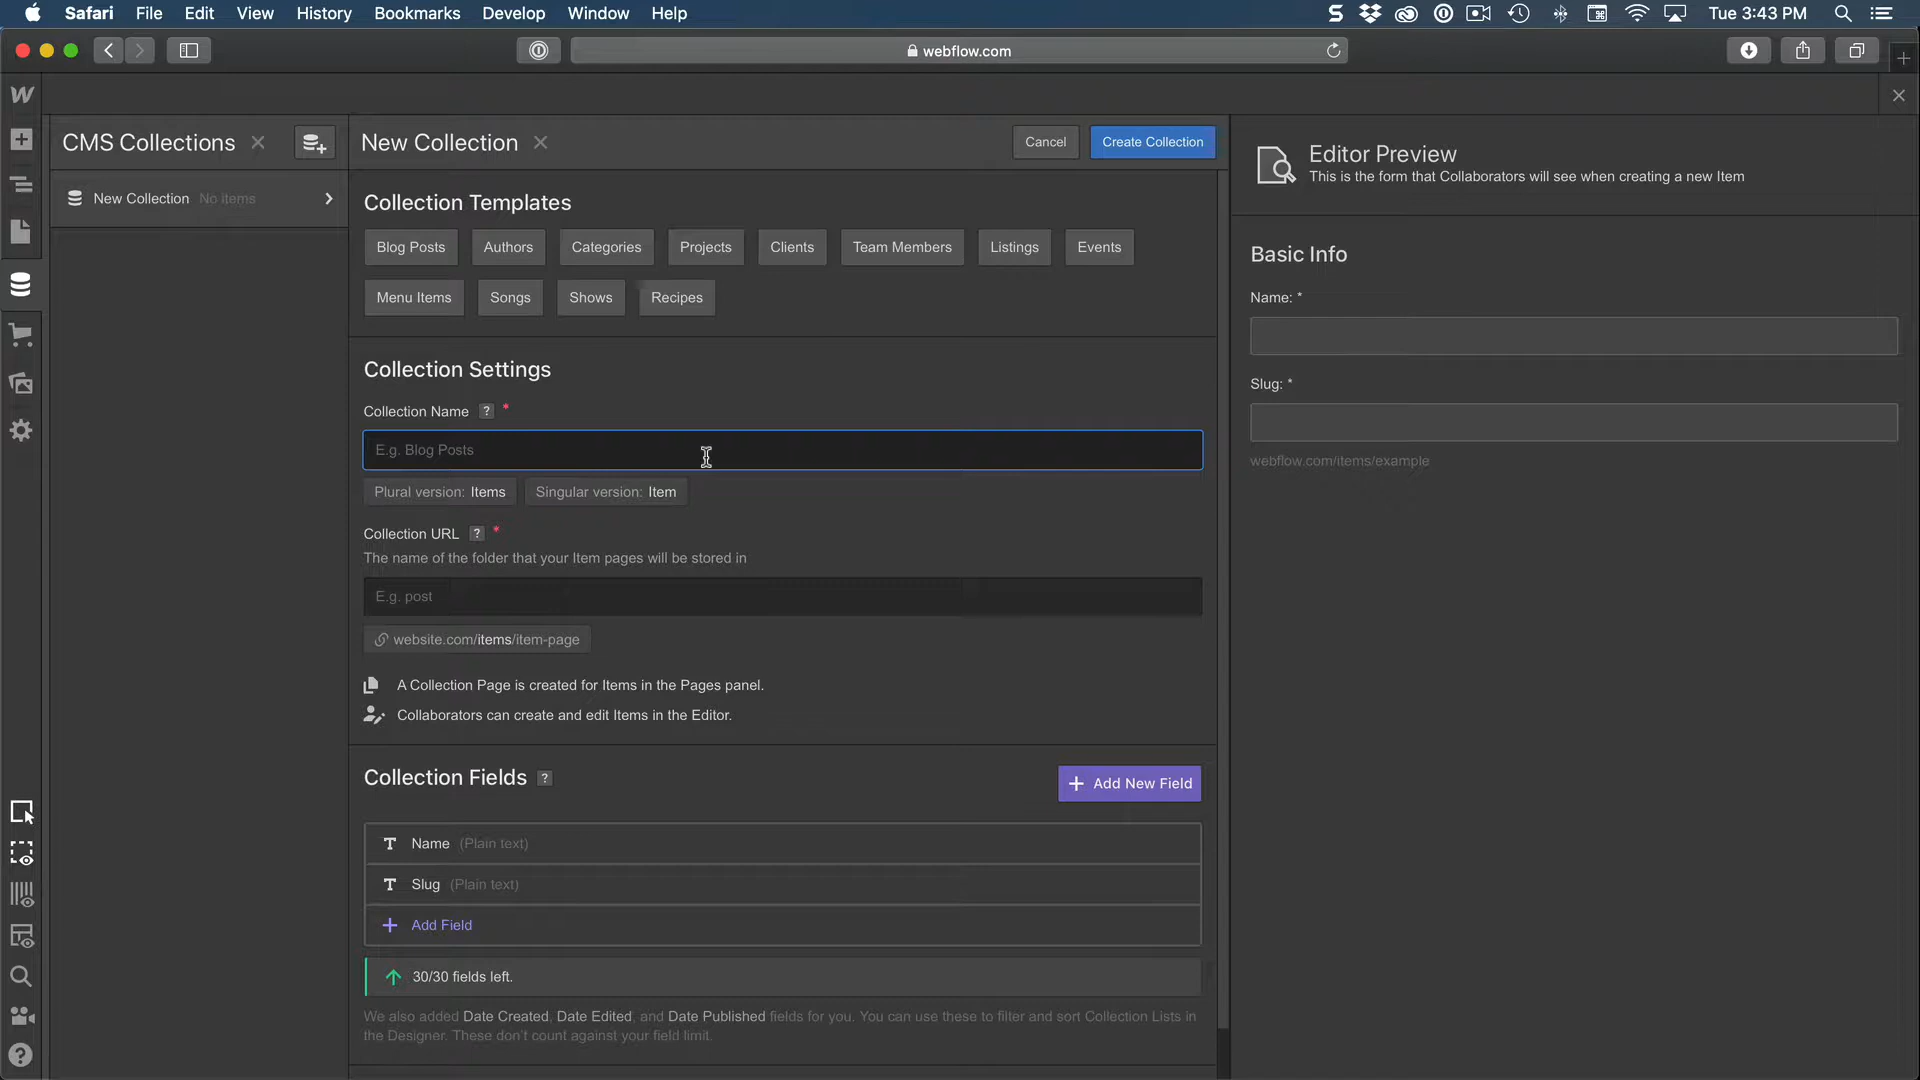 Safari File Edit View History Bookmarks Develop Window Help Tue 3:43 PM
webflow.com
CMS Collections
New Collection No Items
New Collection
Cancel
Create Collection
Collection Templates
Blog Posts Authors Categories Projects Clients Team Members Listings Events
Menu Items Songs Shows Recipes
Collection Settings
Collection Name ? *
E.g. Blog Posts
Plural version: Items Singular version: Item
Collection URL ? *
The name of the folder that your Item pages will be stored in
E.g. post
website.com/items/item-page
A Collection Page is created for Items in the Pages panel.
Collaborators can create and edit Items in the Editor.
Collection Fields ?
+ Add New Field
T Name (Plain text)
T Slug (Plain text)
+ Add Field
30/30 fields left.
We also added Date Created, Date Edited, and Date Published fields for you. You can use these to filter and sort Collection Lists in
the Designer. These don't count against your field limit.
Editor Preview
This is the form that Collaborators will see when creating a new Item
Basic Info
Name: *
Slug: *
webflow.com/items/example